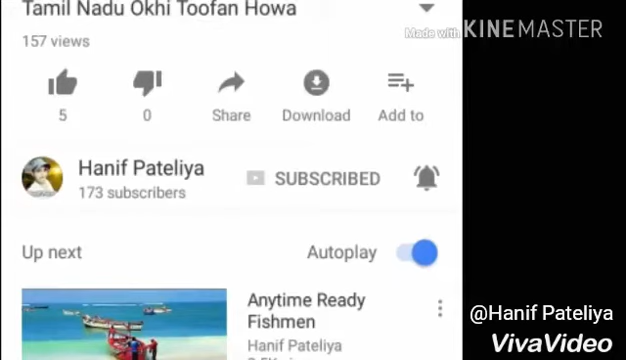 Tamil Nadu Okhi Toofan Howa
157 views
Made with KINEMASTER
5
0
Share
Download
Add to
Hanif Pateliya
173 subscribers
SUBSCRIBED
Up next
Autoplay
Anytime Ready
Fishmen
Hanif Pateliya
@Hanif Pateliya
VivaVideo